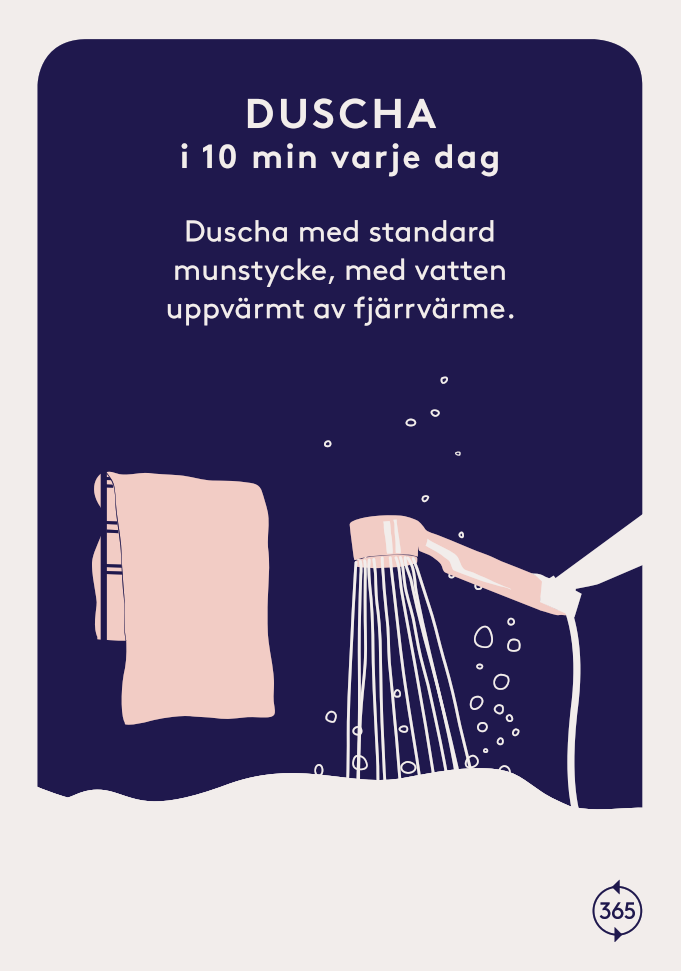 DUSCHA
i 10 min varje dag
Duscha med standard
munstycke, med vatten
uppvärmt av fjärrvärme.
365